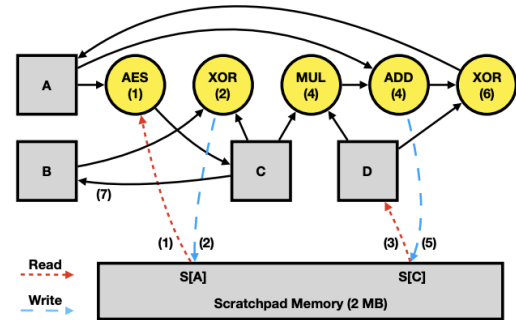 A
AES
(1)
XOR
(2)
MUL
(4)
ADD
(4)
XOR
(6)
B
(7)
C
D
(1)
(2)
(3)
(5)
Read
Write
S[A]
S[C]
Scratchpad Memory (2 MB)